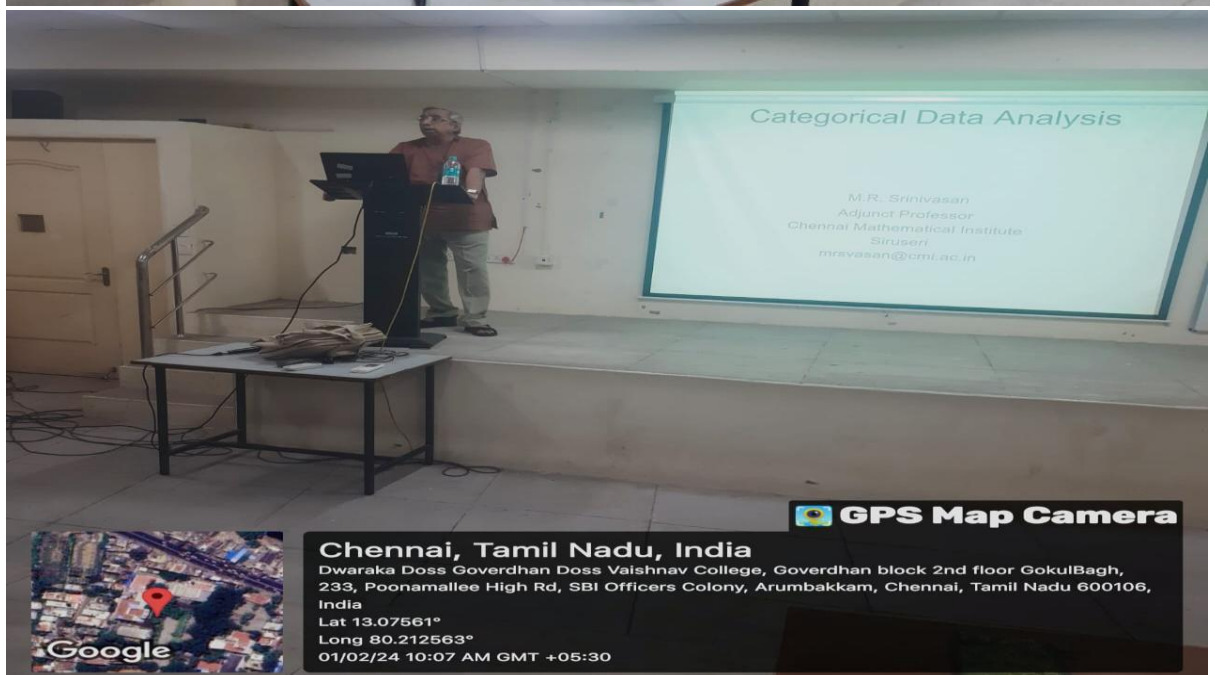 Categorical Data Analysis
M.R. Srinivasan
Adjunct Professor
Chennai Mathematical Institute
Siruseri
mrsvasan@cmi.ac.in
GPS Map Camera
Chennai, Tamil Nadu, India
Dwaraka Doss Goverdhan Doss Vaishnav College, Goverdhan block 2nd floor GokulBagh,
233, Poonamallee High Rd, SBI Officers Colony, Arumbakkam, Chennai, Tamil Nadu 600106,
India
Lat 13.07561°
Long 80.212563°
01/02/24 10:07 AM GMT +05:30
Google